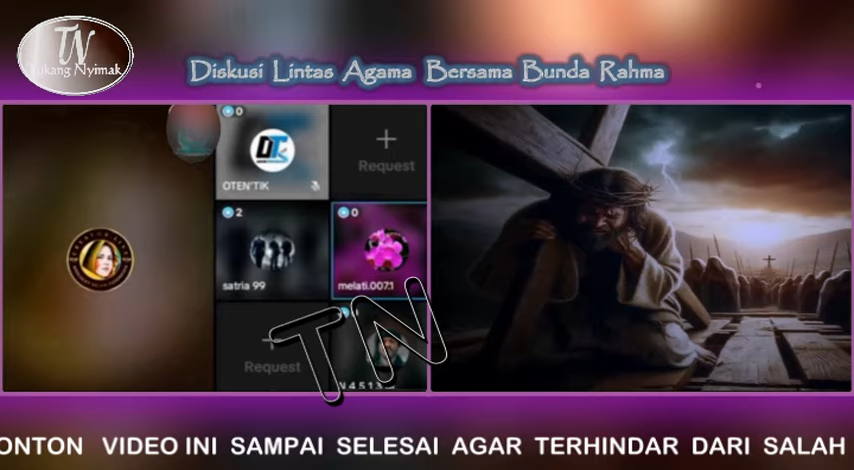 TN
Tukang Nyimak
Diskusi Lintas Agama Bersama Bunda Rahma
0
OTEN'TIK
Request
2
satria 99
0
melati.0071
TN
Request
ONTON VIDEO INI SAMPAI SELESAI AGAR TERHINDAR DARI SALAH